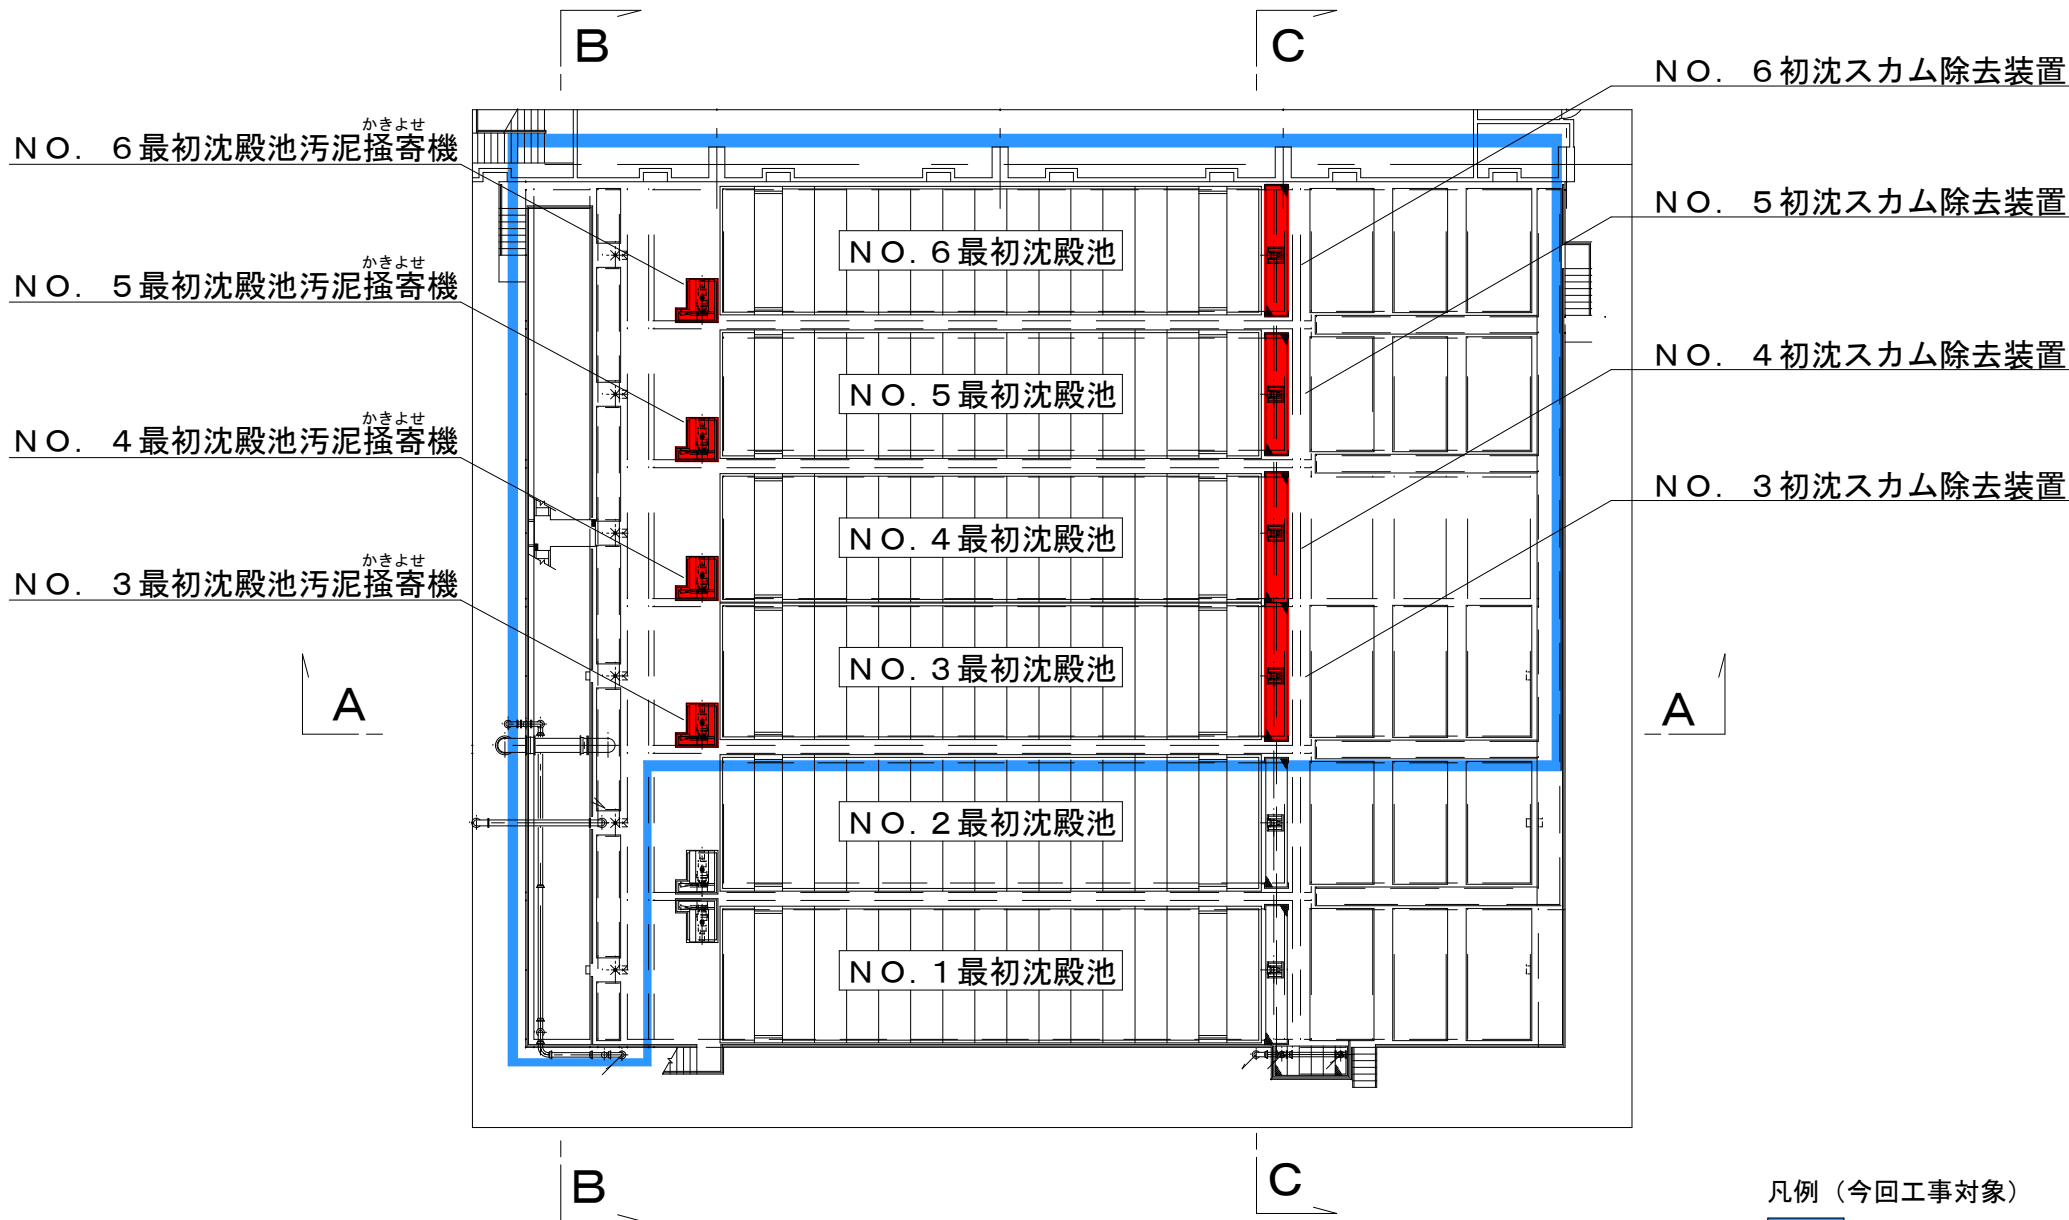 B
C
NO. 6初沈スカム除去装置
かきよせ
NO. 6最初沈殿池汚泥掻寄機
NO. 5初沈スカム除去装置
NO. 6最初沈殿池
かきよせ
NO. 5最初沈殿池汚泥掻寄機
NO. 4初沈スカム除去装置
NO. 5最初沈殿池
かきよせ
NO. 4最初沈殿池汚泥掻寄機
NO. 3初沈スカム除去装置
NO. 4最初沈殿池
かきよせ
NO. 3最初沈殿池汚泥掻寄機
NO. 3最初沈殿池
A
A
NO. 2最初沈殿池
NO. 1最初沈殿池
B
C
凡例（今回工事対象）